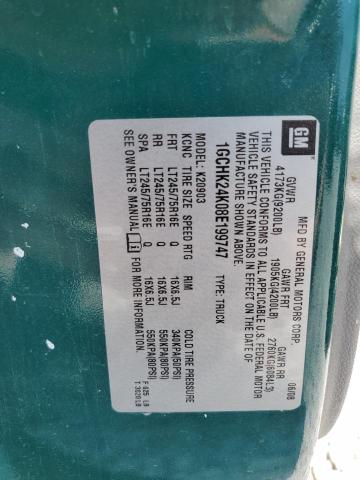 GM
MFD BY GENERAL MOTORS CORP.
06/08
GVWR
GAWR FRT
GAWR RR
4173KG(9200LB)
1905KG(4200LB)
2760KG(6084L3)
THIS VEHICLE CONFORMS TO ALL APPLICABLE U.S. FEDERAL MOTOR
VEHICLE SAFETY STANDARDS IN EFFECT ON THE DATE OF
MANUFACTURE SHOWN ABOVE.
1GCHK24K08E199747
TYPE: TRUCK
MODEL: K20903
KCNC TIRE SIZE SPEED RTG RIM COLD TIRE PRESSURE
FRT LT245/75R16E Q 16X6.5J 340KPA(50PSI)
RR LT245/75R16E Q 16X6.5J 550KPA(80PSI)
SPA LT245/75R16E Q 16X6.5J 550KPA(80PSI)
SEE OWNER'S MANUAL FOR MORE INFORMATION.